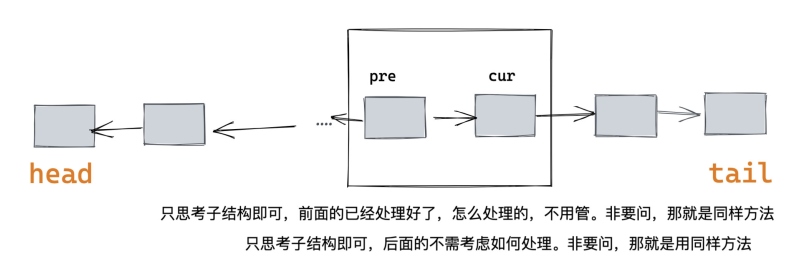 pre cur
....
head tail
只思考子结构即可，前面的已经处理好了，怎么处理的，不用管。非要问，那就是同样方法
只思考子结构即可，后面的不需考虑如何处理。非要问，那就是用同样方法